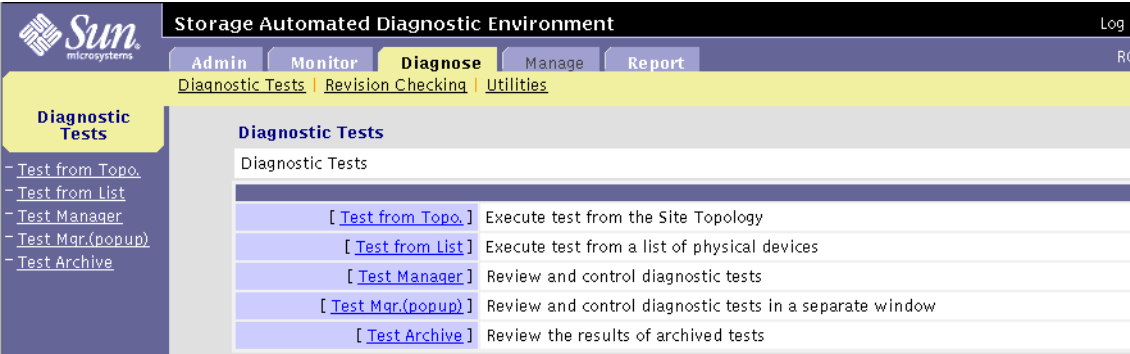 Sun
microsystems
Storage Automated Diagnostic Environment
Log
Admin Monitor Diagnose Manage Report
Diagnostic Tests | Revision Checking | Utilities
Diagnostic
Tests
- Test from Topo.
- Test from List
- Test Manager
- Test Mgr.(popup)
- Test Archive
Diagnostic Tests
Diagnostic Tests
[ Test from Topo. ] Execute test from the Site Topology
[ Test from List ] Execute test from a list of physical devices
[ Test Manager ] Review and control diagnostic tests
[ Test Mgr.(popup) ] Review and control diagnostic tests in a separate window
[ Test Archive ] Review the results of archived tests